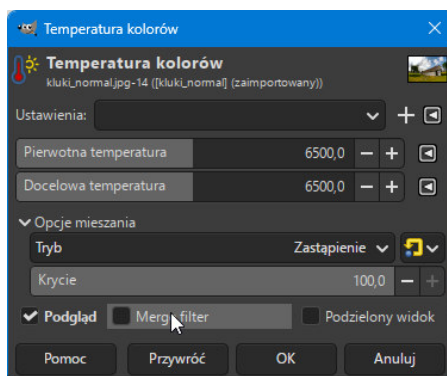 Temperatura kolorów
Temperatura kolorów
kluki_normal.jpg-14 ([kluki_normal] (zaimportowany))
Ustawienia:
Pierwotna temperatura 6500,0
Docelowa temperatura 6500,0
Opcje mieszania
Tryb Zastąpienie
Krycie 100,0
Podgląd Merge filter Podzielony widok
Pomoc Przywróć OK Anuluj